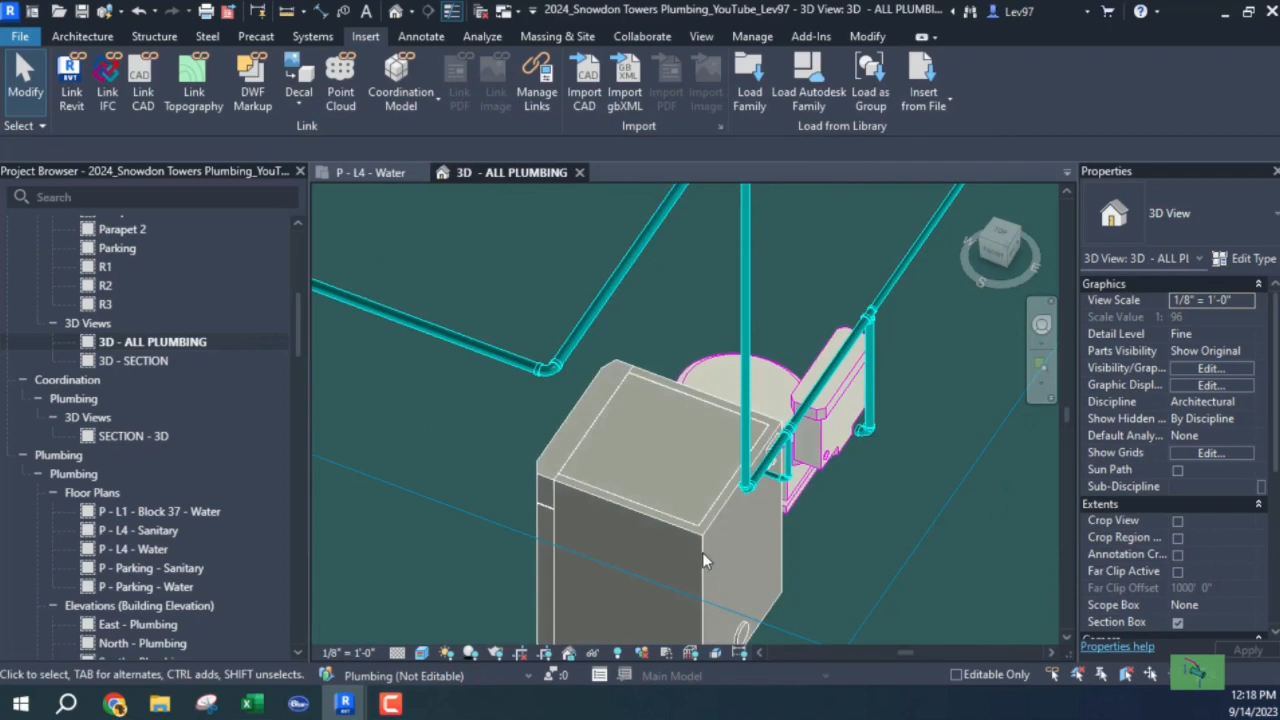 2024_Snowdon Towers Plumbing_YouTube_Lev97 - 3D View: 3D - ALL PLUMBI...
Lev97
File Architecture Structure Steel Precast Systems Insert Annotate Analyze Massing & Site Collaborate View Manage Add-Ins Modify
Modify
Link Revit
Link IFC
Link CAD
Link Topography
DWF Markup
Decal
Point Cloud
Coordination Model
Link PDF
Link Image
Manage Links
Import CAD
Import gbXML
Import PDF
Import Image
Load Family
Load Autodesk Family
Load as Group
Insert from File
Select
Link
Import
Load from Library
Project Browser - 2024_Snowdon Towers Plumbing_YouT...
Search
Parapet 2
Parking
R1
R2
R3
3D Views
3D - ALL PLUMBING
3D - SECTION
Coordination
Plumbing
3D Views
SECTION - 3D
Plumbing
Plumbing
Floor Plans
P - L1 - Block 37 - Water
P - L4 - Sanitary
P - L4 - Water
P - Parking - Sanitary
P - Parking - Water
Elevations (Building Elevation)
East - Plumbing
North - Plumbing
P - L4 - Water
3D - ALL PLUMBING
TOP
FRONT
E
S
Properties
3D View
3D View: 3D - ALL PI
Edit Type
Graphics
View Scale 1/8" = 1'-0"
Scale Value 1: 96
Detail Level Fine
Parts Visibility Show Original
Visibility/Grap... Edit...
Graphic Displ... Edit...
Discipline Architectural
Show Hidden ... By Discipline
Default Analy... None
Show Grids Edit...
Sun Path
Sub-Discipline
Extents
Crop View
Crop Region ...
Annotation Cr...
Far Clip Active
Far Clip Offset 1000' 0"
Scope Box None
Section Box
Properties help
Apply
1/8" = 1'-0"
Click to select, TAB for alternates, CTRL adds, SHIFT unselects.
Plumbing (Not Editable)
:0
Main Model
Editable Only
12:18 PM
9/14/2023